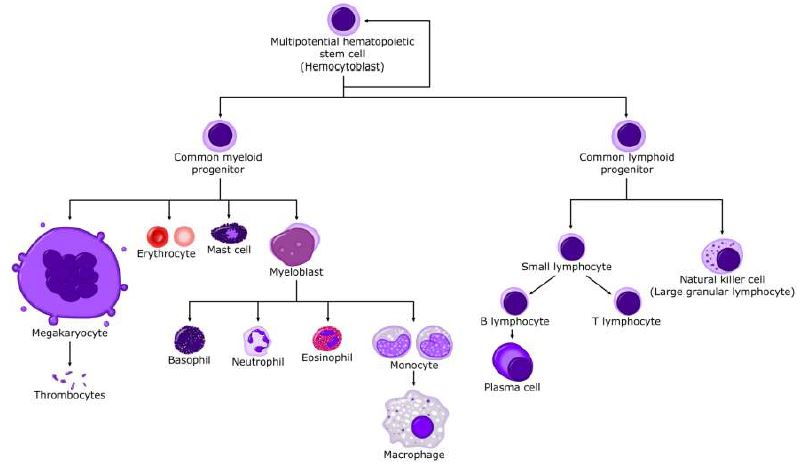 Multipotential hematopoietic
stem cell
(Hemocytoblast)
Common myeloid
progenitor
Common lymphoid
progenitor
Erythrocyte
Mast cell
Myeloblast
Small lymphocyte
Natural killer cell
(Large granular lymphocyte)
Megakaryocyte
B lymphocyte
T lymphocyte
Basophil
Neutrophil
Eosinophil
Monocyte
Plasma cell
Thrombocytes
Macrophage